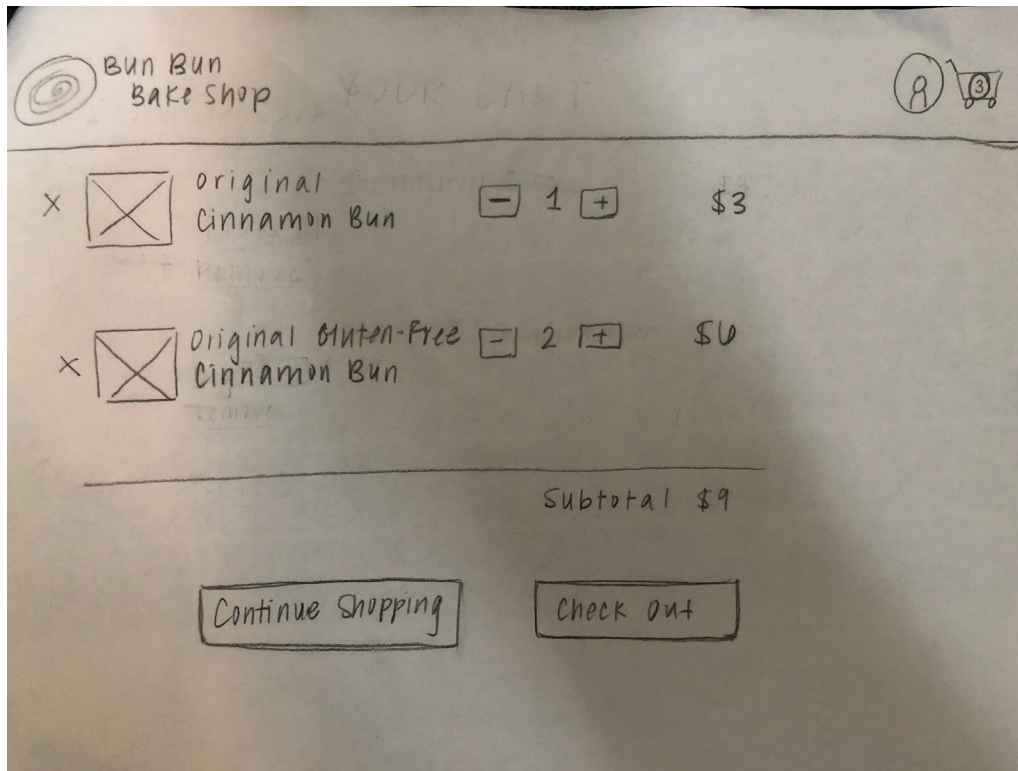 Bun Bun
Bake Shop
3
x
Original
Cinnamon Bun
- 1 +
$3
x
Original Gluten-Free
Cinnamon Bun
- 2 +
$6
Subtotal $9
Continue Shopping
Check Out